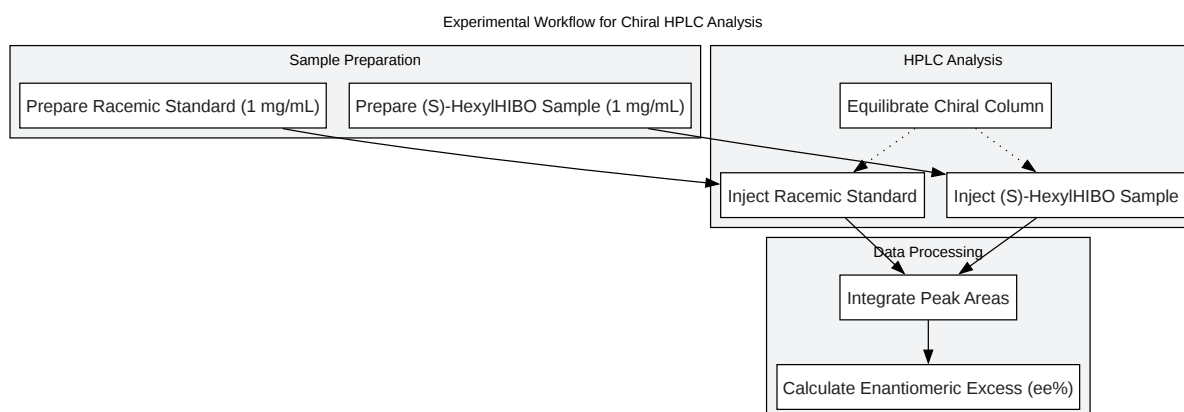 Experimental Workflow for Chiral HPLC Analysis
Sample Preparation
Prepare Racemic Standard (1 mg/mL)
Prepare (S)-HexylHIBO Sample (1 mg/mL)
HPLC Analysis
Equilibrate Chiral Column
Inject Racemic Standard
Inject (S)-HexylHIBO Sample
Data Processing
Integrate Peak Areas
Calculate Enantiomeric Excess (ee%)